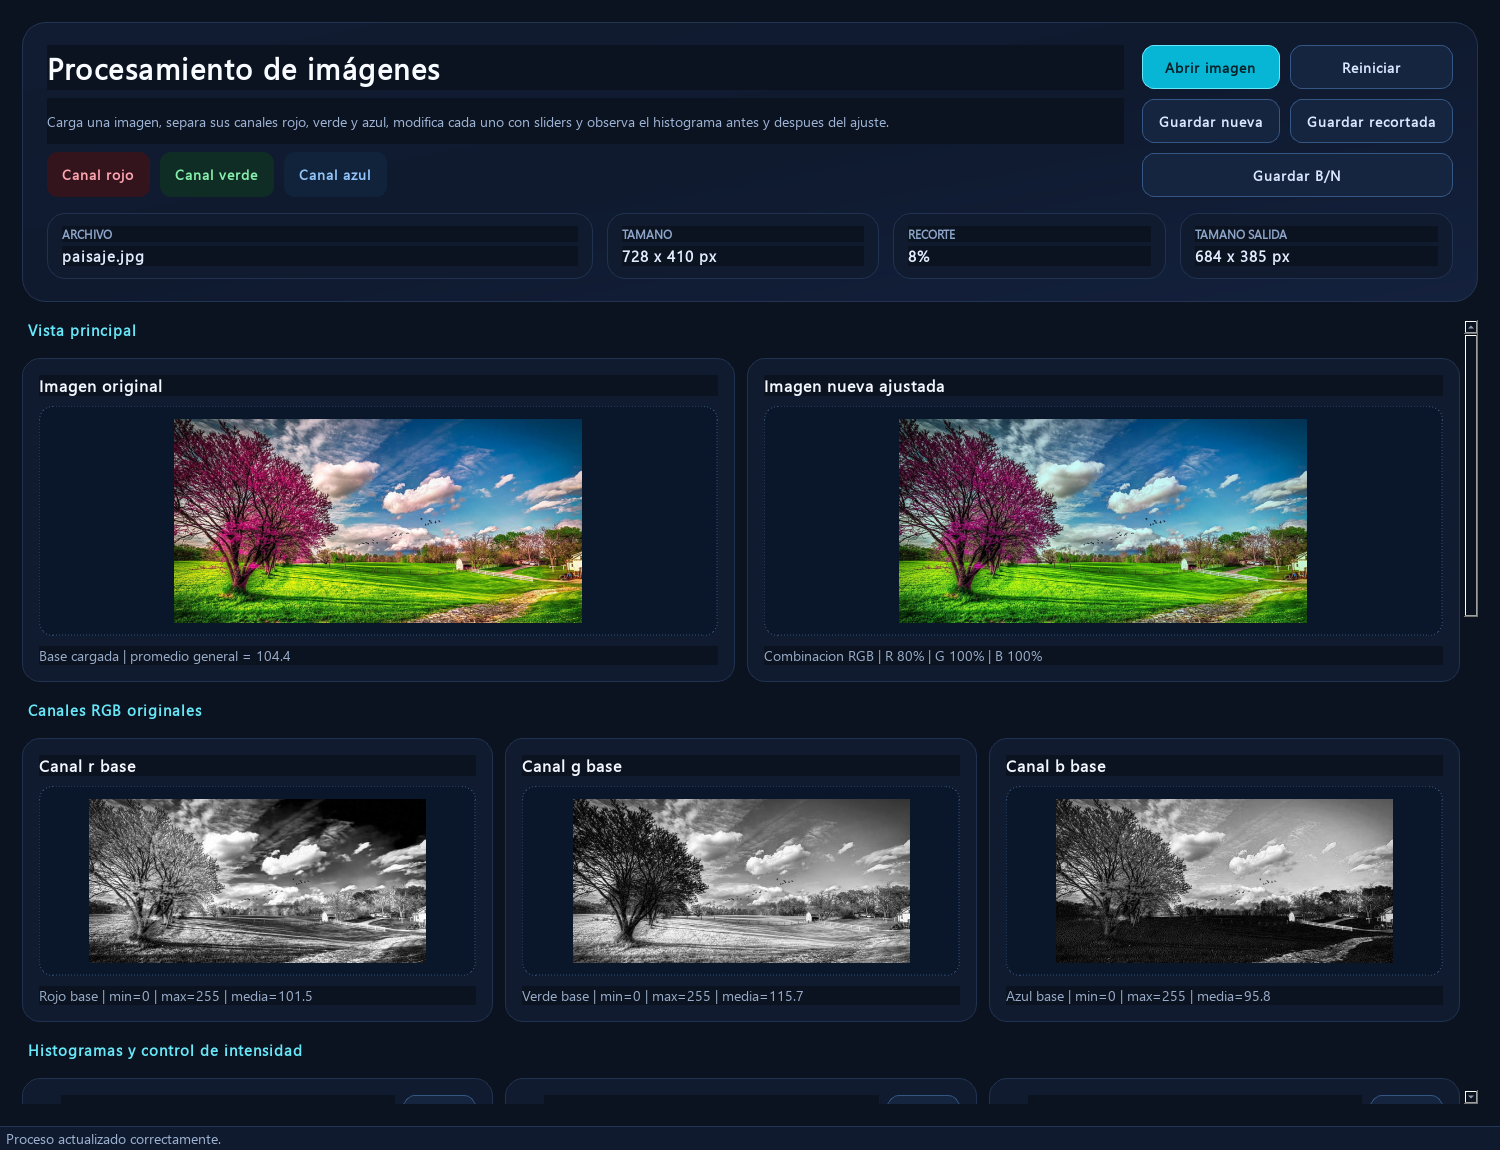 Procesamiento de imágenes
Carga una imagen, separa sus canales rojo, verde y azul, modifica cada uno con sliders y observa el histograma antes y despues del ajuste.
Canal rojo
Canal verde
Canal azul
Abrir imagen
Reiniciar
Guardar nueva
Guardar recortada
Guardar B/N
ARCHIVO
paisaje.jpg
TAMANO
728 x 410 px
RECORTE
8%
TAMANO SALIDA
684 x 385 px
Vista principal
Imagen original
Base cargada | promedio general = 104.4
Imagen nueva ajustada
Combinacion RGB | R 80% | G 100% | B 100%
Canales RGB originales
Canal r base
Rojo base | min=0 | max=255 | media=101.5
Canal g base
Verde base | min=0 | max=255 | media=115.7
Canal b base
Azul base | min=0 | max=255 | media=95.8
Histogramas y control de intensidad
Proceso actualizado correctamente.